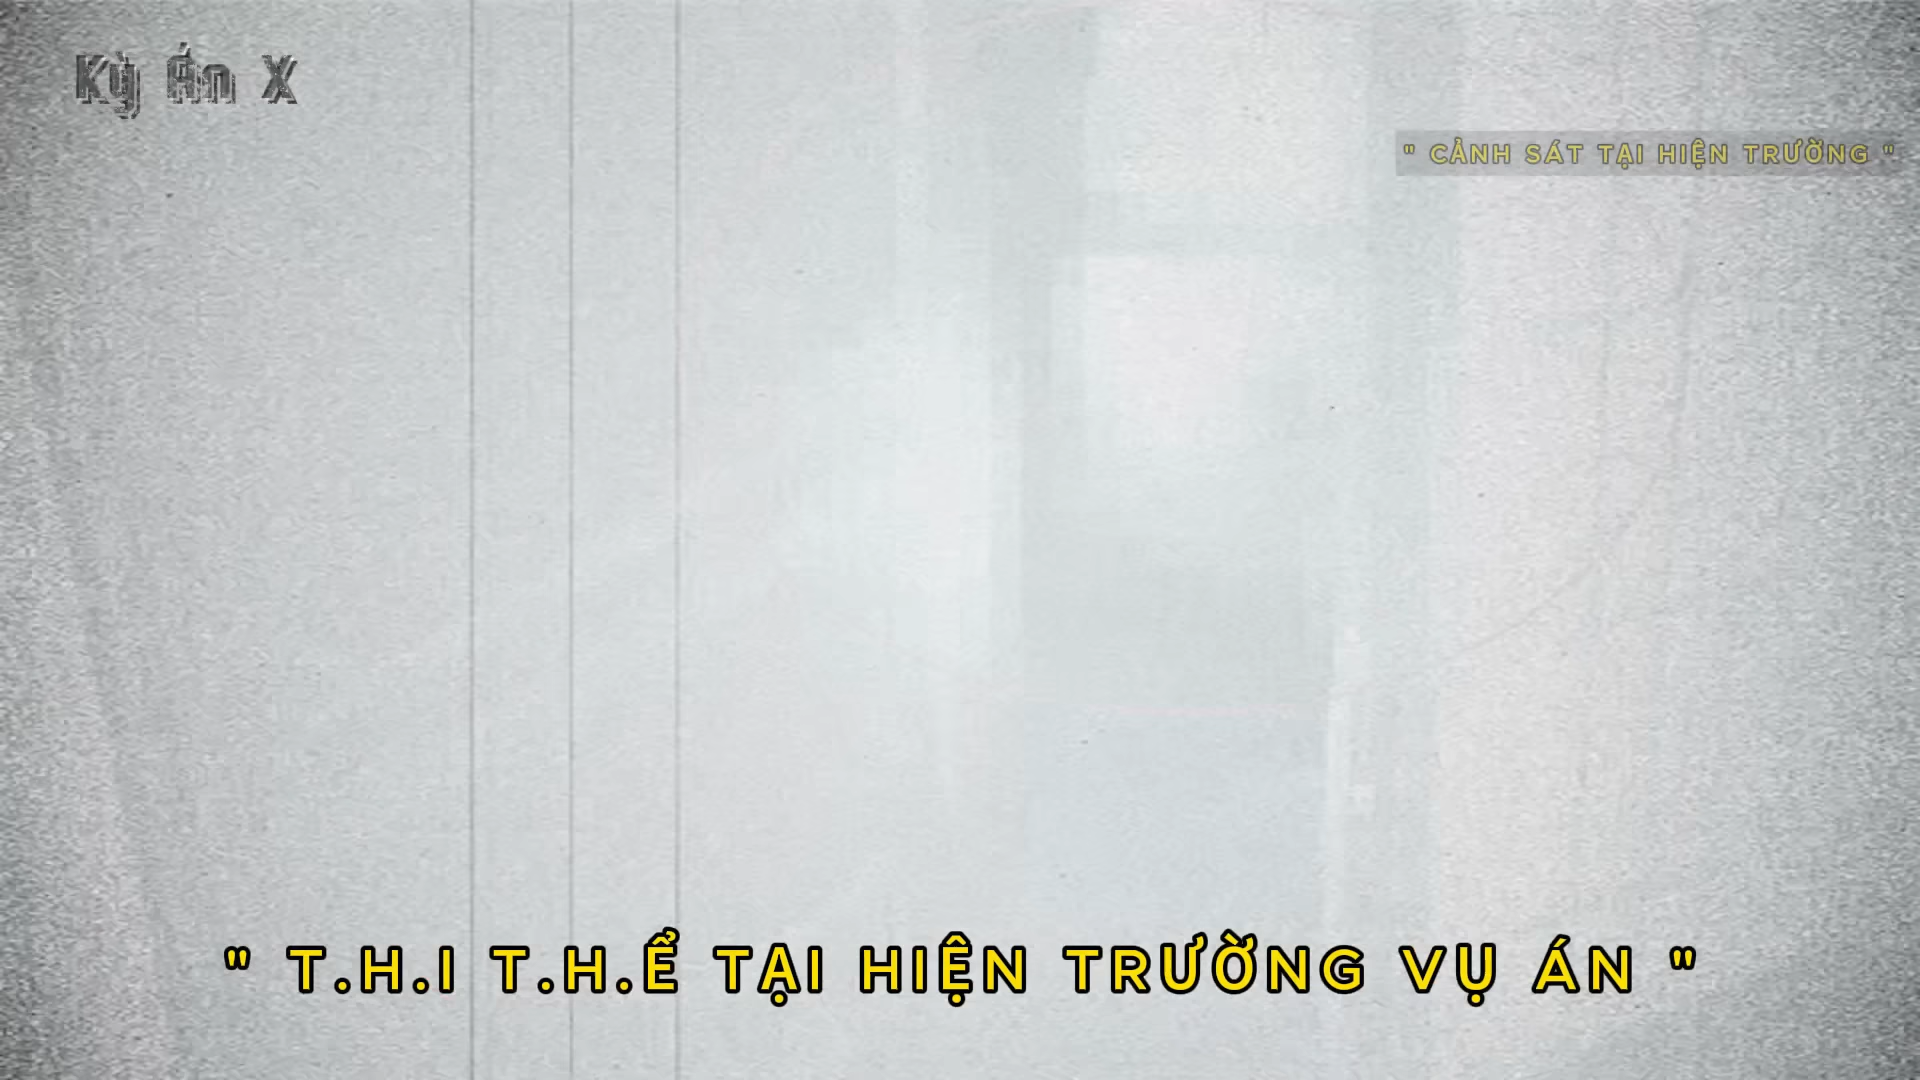 Kỳ Án X
" CẢNH SÁT TẠI HIỆN TRƯỜNG "
" T.H.I T.H.Ể TẠI HIỆN TRƯỜNG VỤ ÁN "